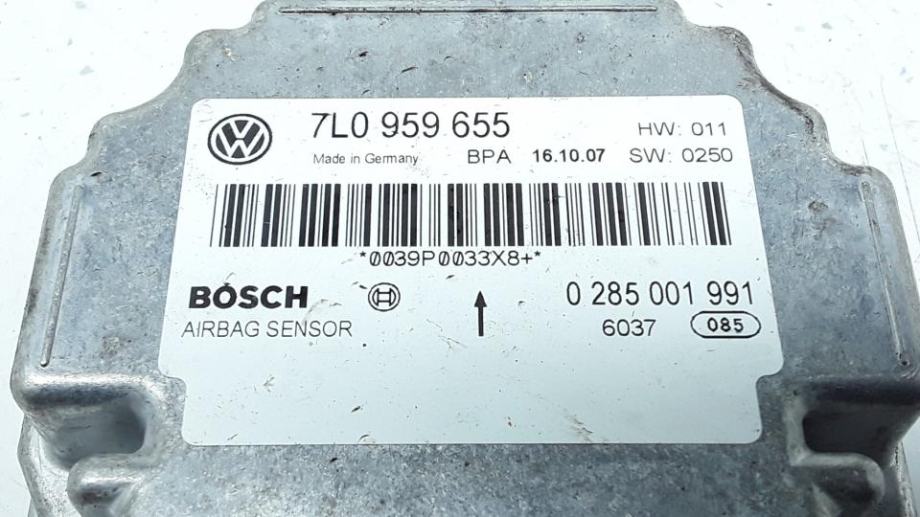 7L0 959 655
HW: 011
Made in Germany BPA 16.10.07 SW: 0250
*0039P0033X8+*
BOSCH 0 285 001 991
AIRBAG SENSOR 6037 085